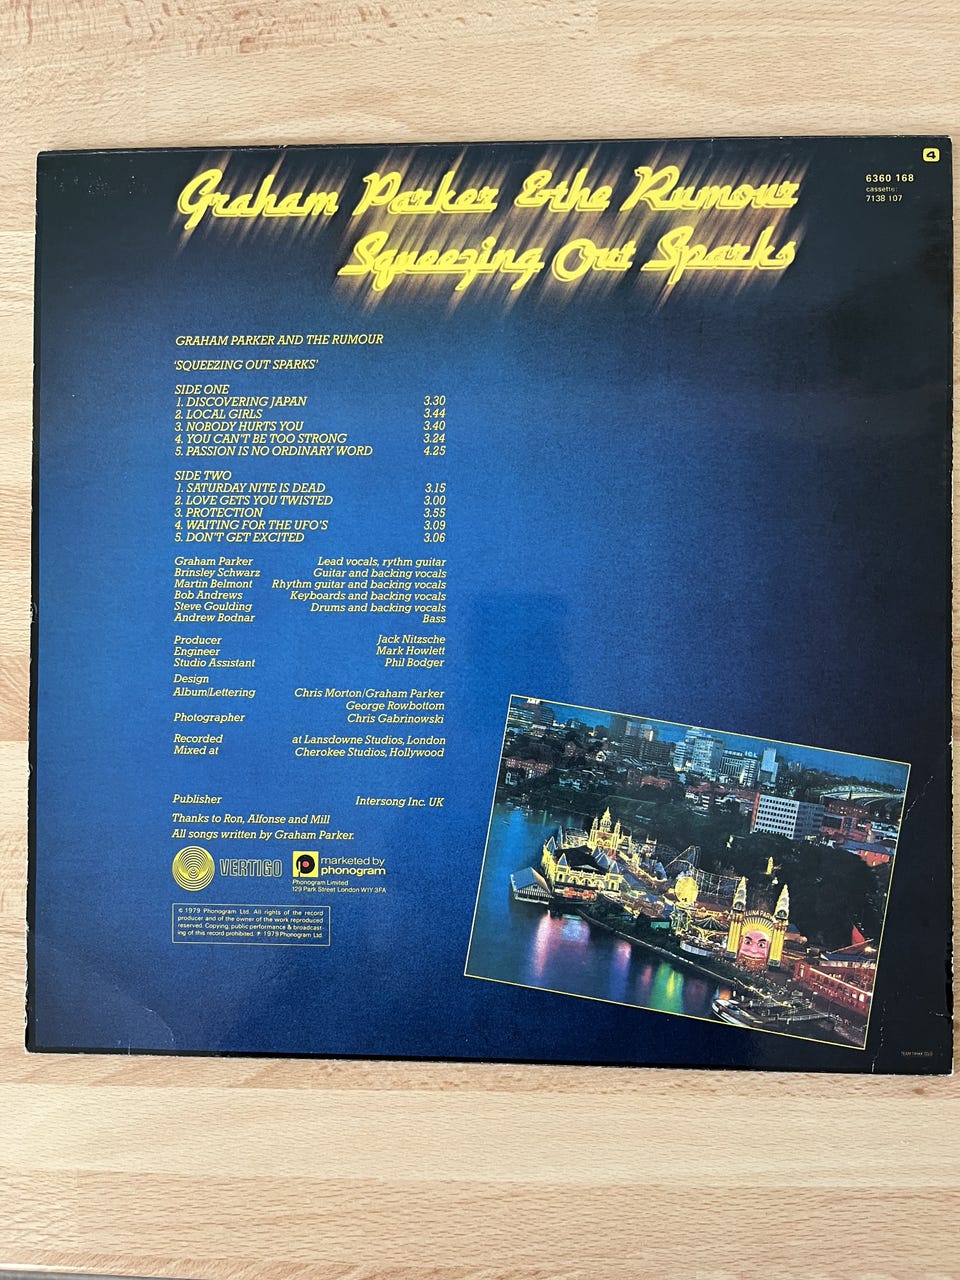 4
6360 168
cassette:
7138 107
Graham Parker & the Rumour
Squeezing Out Sparks
GRAHAM PARKER AND THE RUMOUR
'SQUEEZING OUT SPARKS'
SIDE ONE
1. DISCOVERING JAPAN 3.30
2. LOCAL GIRLS 3.44
3. NOBODY HURTS YOU 3.40
4. YOU CAN'T BE TOO STRONG 3.24
5. PASSION IS NO ORDINARY WORD 4.25
SIDE TWO
1. SATURDAY NITE IS DEAD 3.15
2. LOVE GETS YOU TWISTED 3.00
3. PROTECTION 3.55
4. WAITING FOR THE UFO'S 3.09
5. DON'T GET EXCITED 3.06
Graham Parker Lead vocals, rythm guitar
Brinsley Schwarz Guitar and backing vocals
Martin Belmont Rhythm guitar and backing vocals
Bob Andrews Keyboards and backing vocals
Steve Goulding Drums and backing vocals
Andrew Bodnar Bass
Producer Jack Nitzsche
Engineer Mark Howlett
Studio Assistant Phil Bodger
Design
Album/Lettering Chris Morton/Graham Parker
George Rowbottom
Photographer Chris Gabrinowski
Recorded at Lansdowne Studios, London
Mixed at Cherokee Studios, Hollywood
Publisher Intersong Inc. UK
Thanks to Ron, Alfonse and Mill
All songs written by Graham Parker.
VERTIGO
marketed by
phonogram
Phonogram Limited
129 Park Street London W1Y 3FA
© 1979 Phonogram Ltd. All rights of the record
producer and of the owner of the work reproduced
reserved. Copying, public performance & broadcast-
ing of this record prohibited. ℗ 1979 Phonogram Ltd.
ICL
LUNA PARK